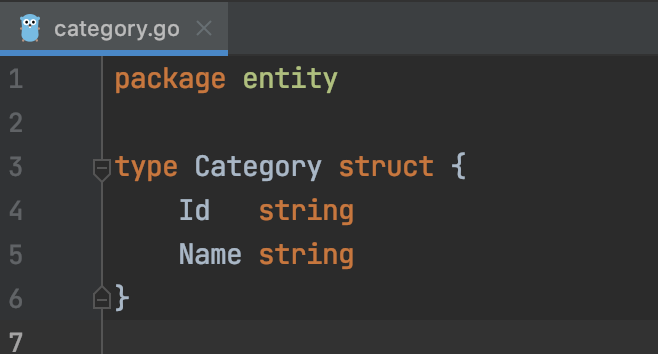 category.go
1 package entity
2
3 type Category struct {
4     Id   string
5     Name string
6 }
7